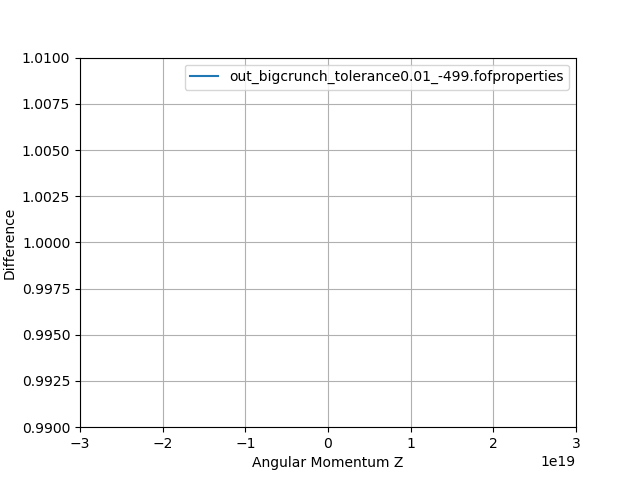 1.0100
out_bigcrunch_tolerance0.01_-499.fofproperties
1.0075
1.0050
1.0025
1.0000
0.9975
0.9950
0.9925
0.9900
Difference
−3 −2 −1 0 1 2 3
Angular Momentum Z
1e19